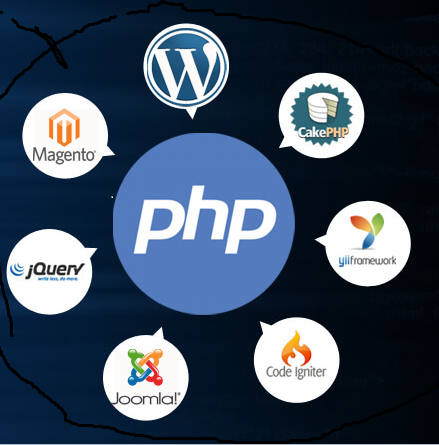 W
CakePHP
Magento®
php
yiiframework
jQuery
write less, do more.
Code Igniter
Joomla!®